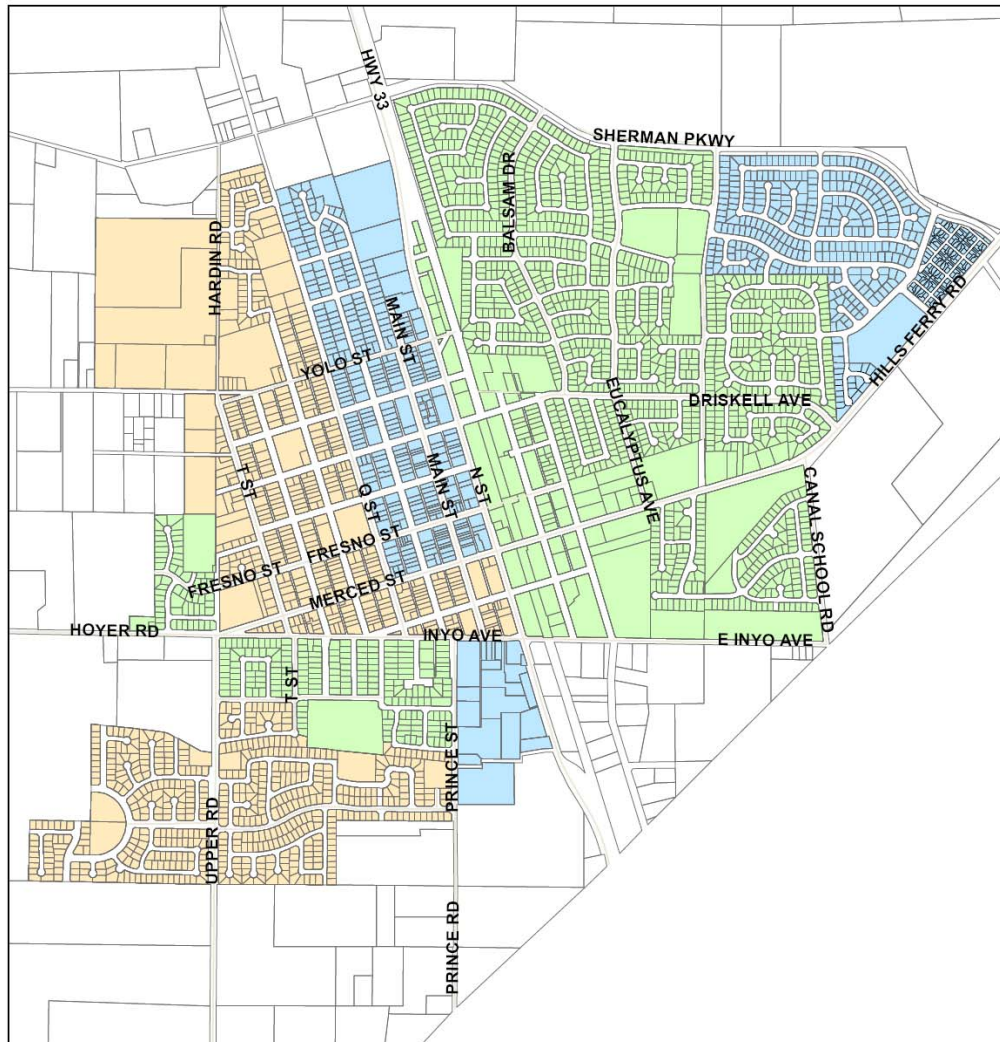 HWY 33
SHERMAN PKWY
BALSAM DR
HARDIN RD
MAIN ST
HILLS FERRY RD
YOLO ST
EUCALYPTUS AVE
DRISKELL AVE
T ST
Q ST
MAIN ST
N ST
CANAL SCHOOL RD
FRESNO ST
FRESNO ST
MERCED ST
HOYER RD
INYO AVE
E INYO AVE
T ST
PRINCE ST
UPPER RD
PRINCE RD